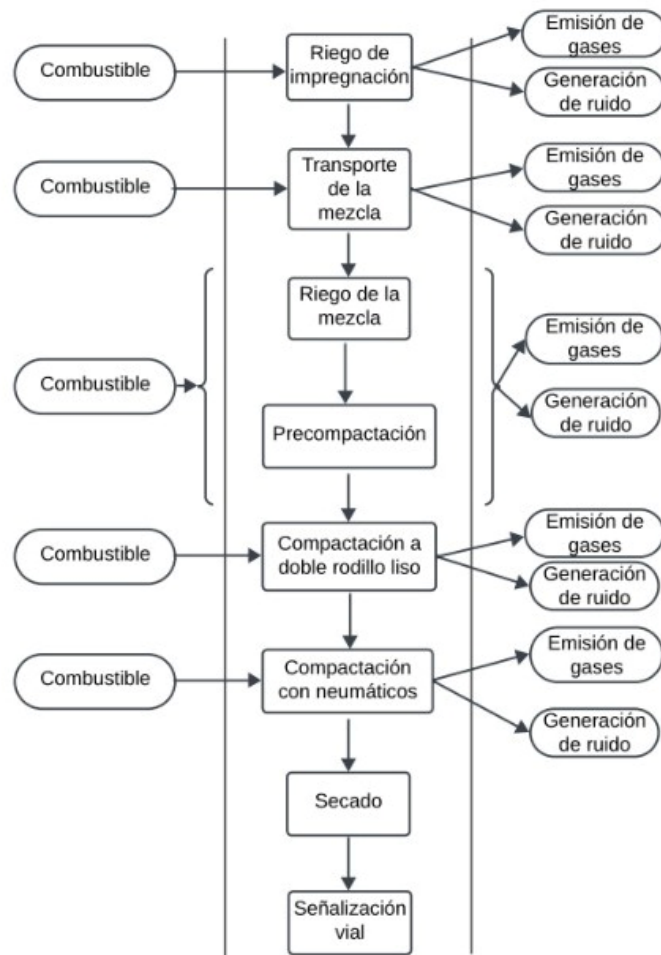 Combustible
Riego de
impregnación
Emisión de
gases
Generación
de ruido
Combustible
Transporte
de la
mezcla
Emisión de
gases
Generación
de ruido
Riego de la
mezcla
Combustible
Precompactación
Emisión de
gases
Generación
de ruido
Combustible
Compactación a
doble rodillo liso
Emisión de
gases
Generación
de ruido
Combustible
Compactación
con neumáticos
Emisión de
gases
Generación
de ruido
Secado
Señalización
vial